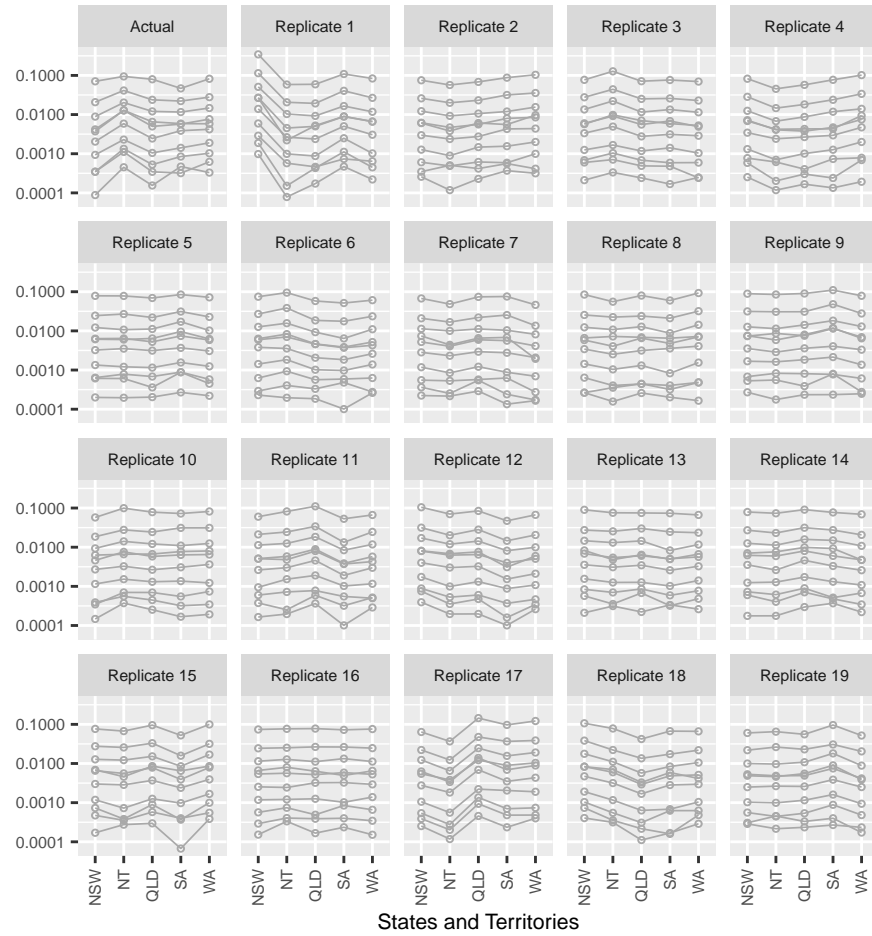 Actual Replicate 1 Replicate 2 Replicate 3 Replicate 4
0.1000
0.0100
0.0010
0.0001
Replicate 5 Replicate 6 Replicate 7 Replicate 8 Replicate 9
0.1000
0.0100
0.0010
0.0001
Replicate 10 Replicate 11 Replicate 12 Replicate 13 Replicate 14
0.1000
0.0100
0.0010
0.0001
Replicate 15 Replicate 16 Replicate 17 Replicate 18 Replicate 19
0.1000
0.0100
0.0010
0.0001
NSW NT QLD SA WA NSW NT QLD SA WA NSW NT QLD SA WA NSW NT QLD SA WA NSW NT QLD SA WA
States and Territories